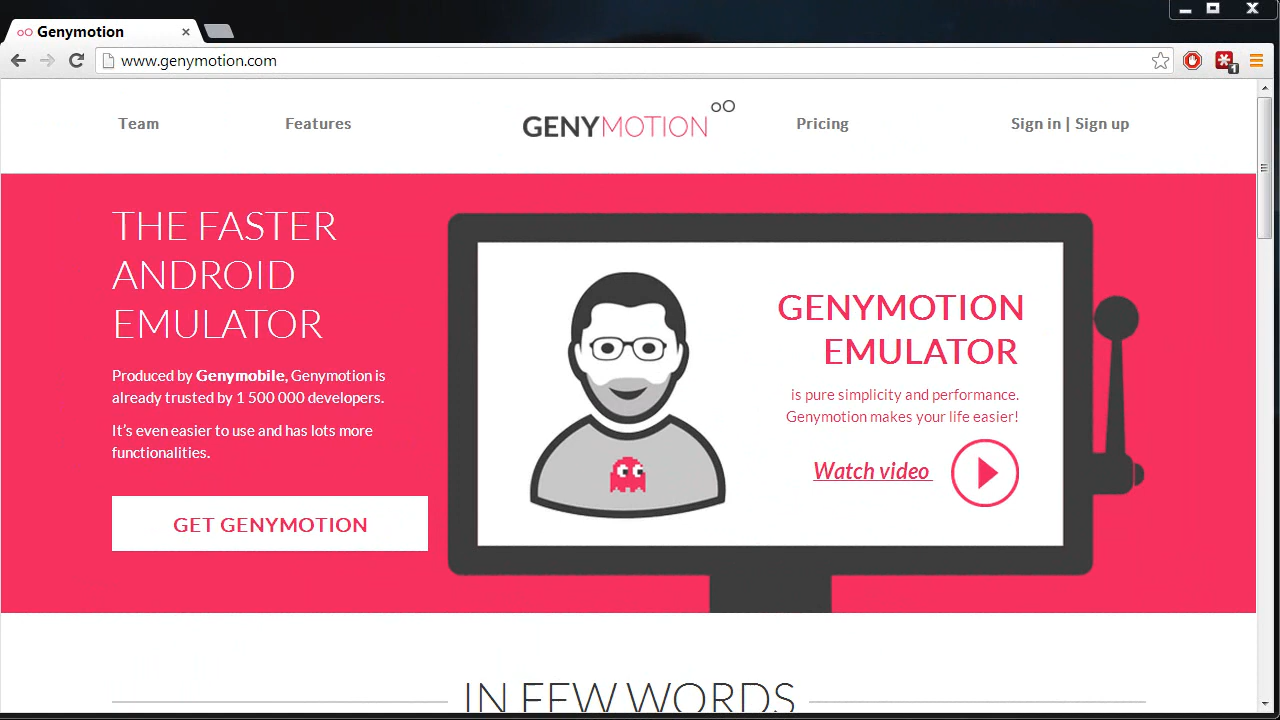 Genymotion
www.genymotion.com
1
Team
Features
GENYMOTION
Pricing
Sign in | Sign up
THE FASTER
ANDROID
EMULATOR
Produced by Genymobile, Genymotion is
already trusted by 1 500 000 developers.
It's even easier to use and has lots more
functionalities.
GET GENYMOTION
GENYMOTION
EMULATOR
is pure simplicity and performance.
Genymotion makes your life easier!
Watch video
IN FEW WORDS